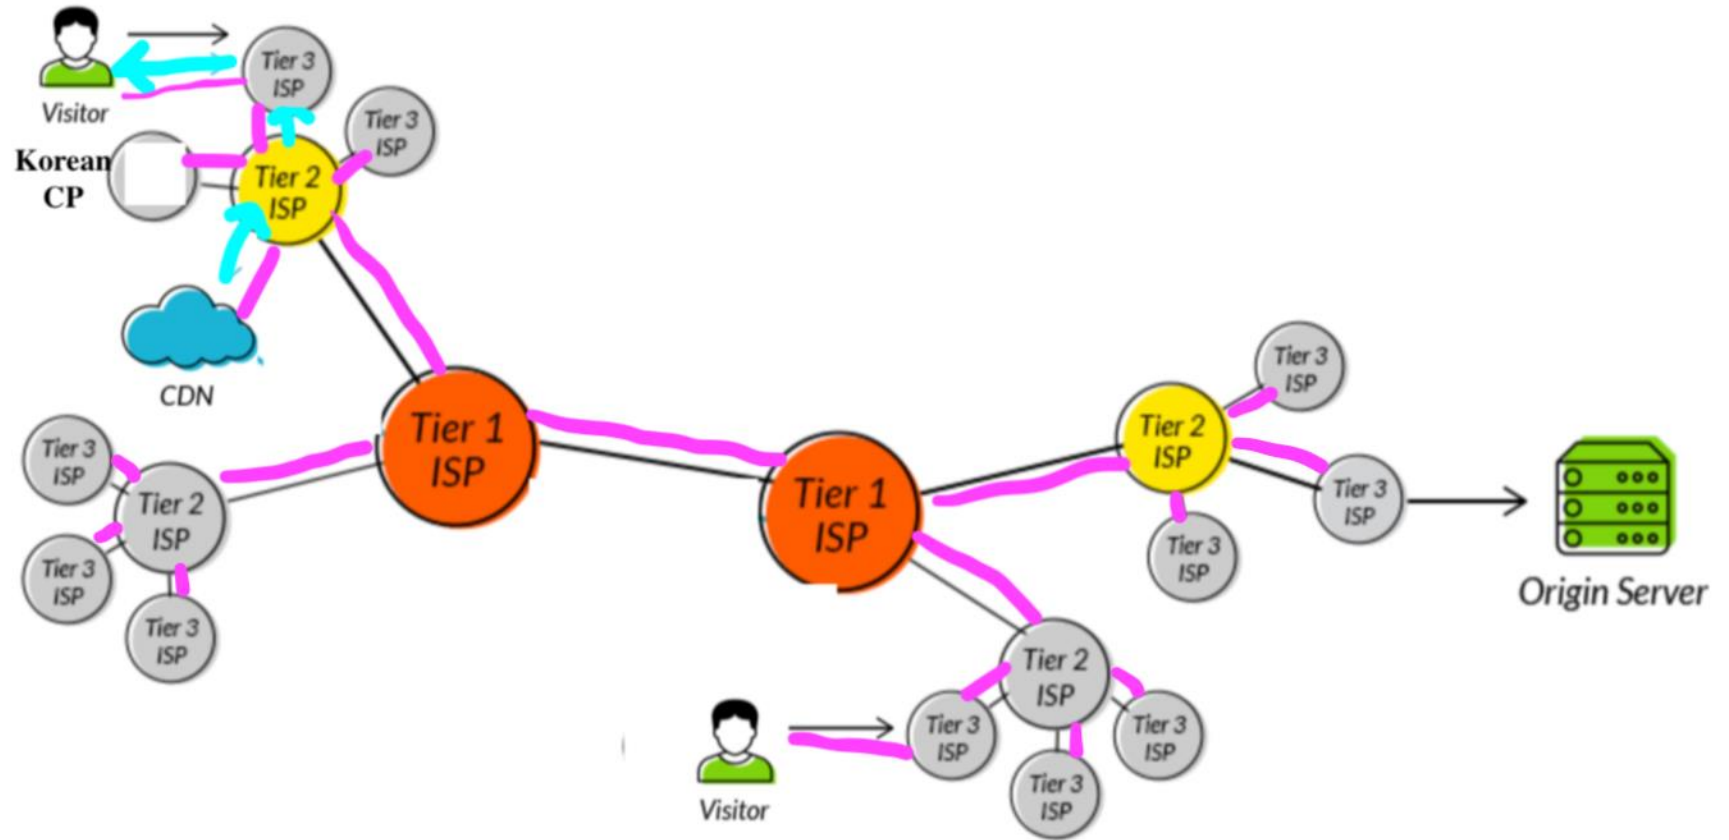 Visitor
Tier 3
ISP
Tier 3
ISP
Korean
CP
Tier 2
ISP
CDN
Tier 1
ISP
Tier 3
ISP
Tier 2
ISP
Tier 3
ISP
Tier 3
ISP
Tier 1
ISP
Tier 3
ISP
Tier 2
ISP
Tier 3
ISP
Tier 3
ISP
Origin Server
Tier 2
ISP
Visitor
Tier 3
ISP
Tier 3
ISP
Tier 3
ISP